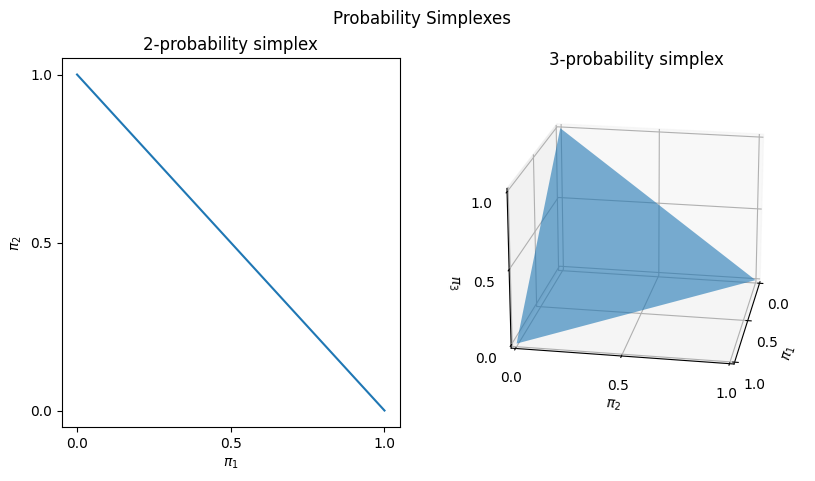 Probability Simplexes
2-probability simplex
1.0
0.5
0.0
π2
0.0 0.5 1.0
π1
3-probability simplex
1.0
0.5
0.0
π3
0.0
0.5
1.0
π2
0.0
0.5
1.0
π1